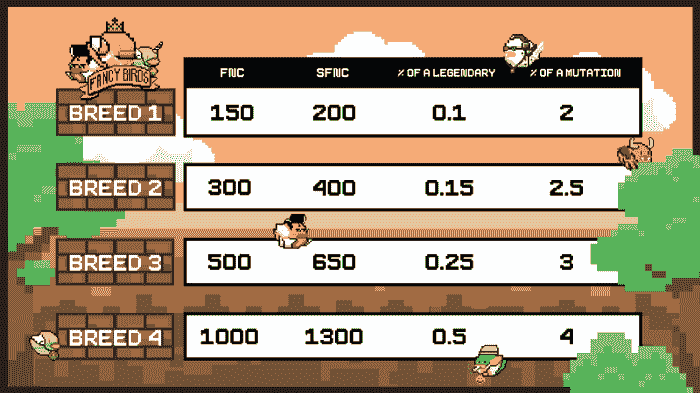 FANCY BIRDS
FNC SFNC % OF A LEGENDARY % OF A MUTATION
BREED 1 150 200 0.1 2
BREED 2 300 400 0.15 2.5
BREED 3 500 650 0.25 3
BREED 4 1000 1300 0.5 4